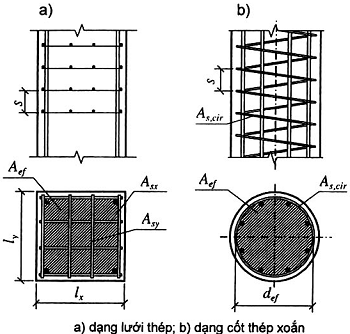 a) b)
s
s
A_s,cir
A_ef A_sx
A_sy
l_y
l_x
A_ef A_s,cir
d_ef
a) dạng lưới thép; b) dạng cốt thép xoắn